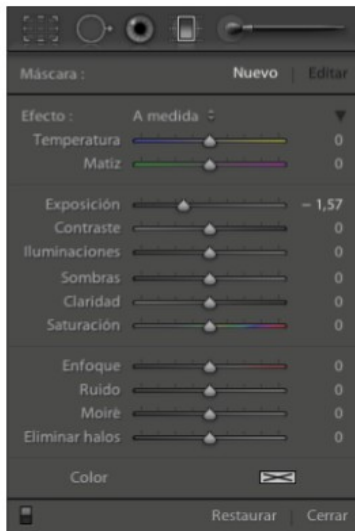 Máscara : Nuevo | Editar
Efecto : A medida
Temperatura 0
Matiz 0
Exposición − 1,57
Contraste 0
Iluminaciones 0
Sombras 0
Claridad 0
Saturación 0
Enfoque 0
Ruido 0
Moiré 0
Eliminar halos 0
Color
Restaurar | Cerrar